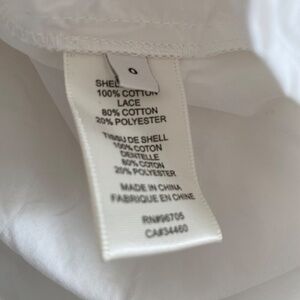 0
SHELL
100% COTTON
LACE
80% COTTON
20% POLYESTER
TISSU DE SHELL
100% COTON
DENTELLE
80% COTON
20% POLYESTER
MADE IN CHINA
FABRIQUE EN CHINE
RN#96705
CA#34460